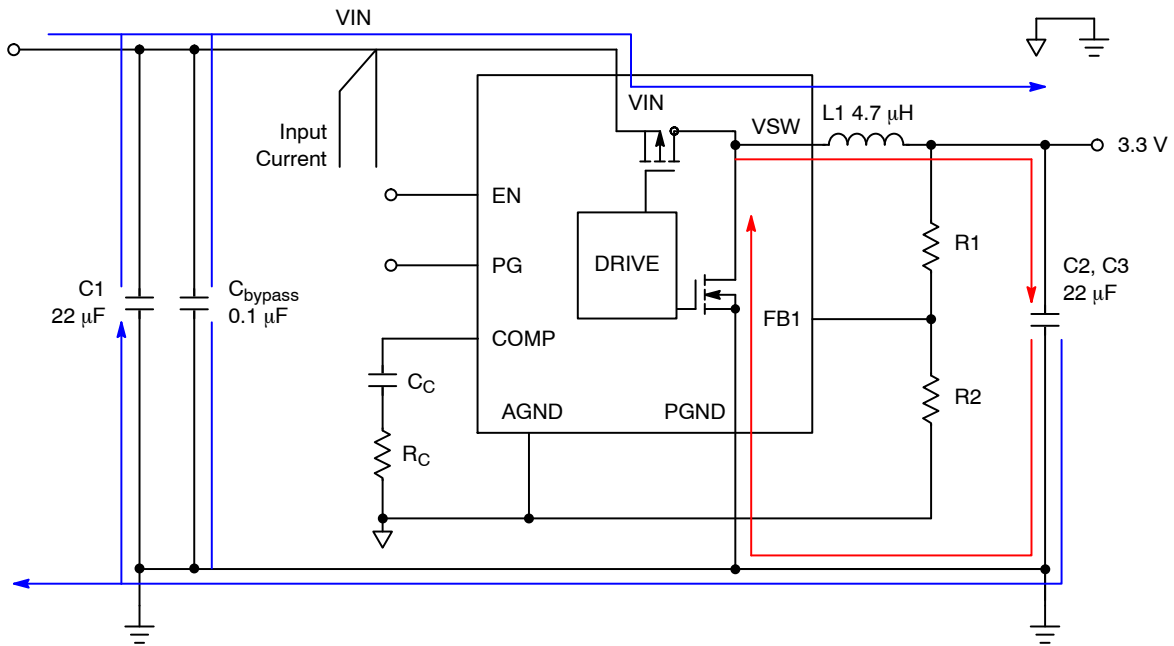 VIN
VIN
VSW
L1 4.7 μH
3.3 V
Input
Current
EN
PG
DRIVE
R1
C1
22 μF
Cbypass
0.1 μF
C2, C3
22 μF
FB1
COMP
CC
R2
AGND
PGND
RC